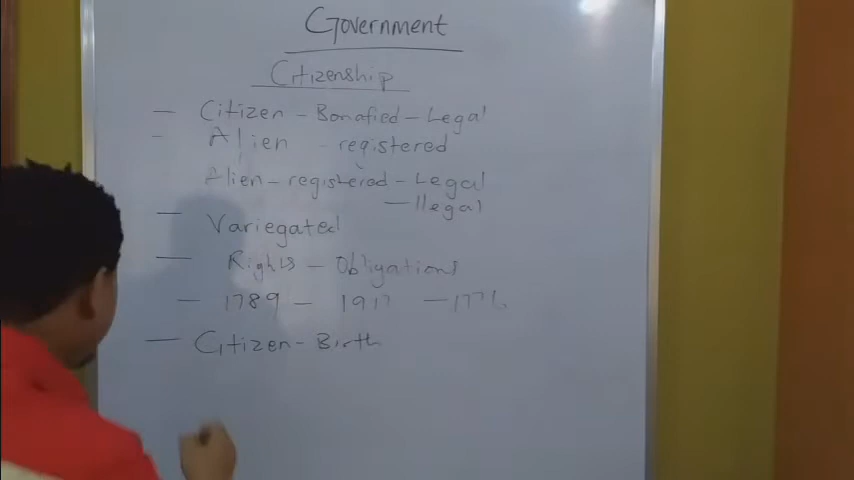 Government
Citizenship
— Citizen - Bonafied - Legal
— Alien - registered
Alien - registered - Legal
— Ilegal
— Variegated
— Rights - Obligations
— 1789 — 1917 — 1776
— Citizen - Birth